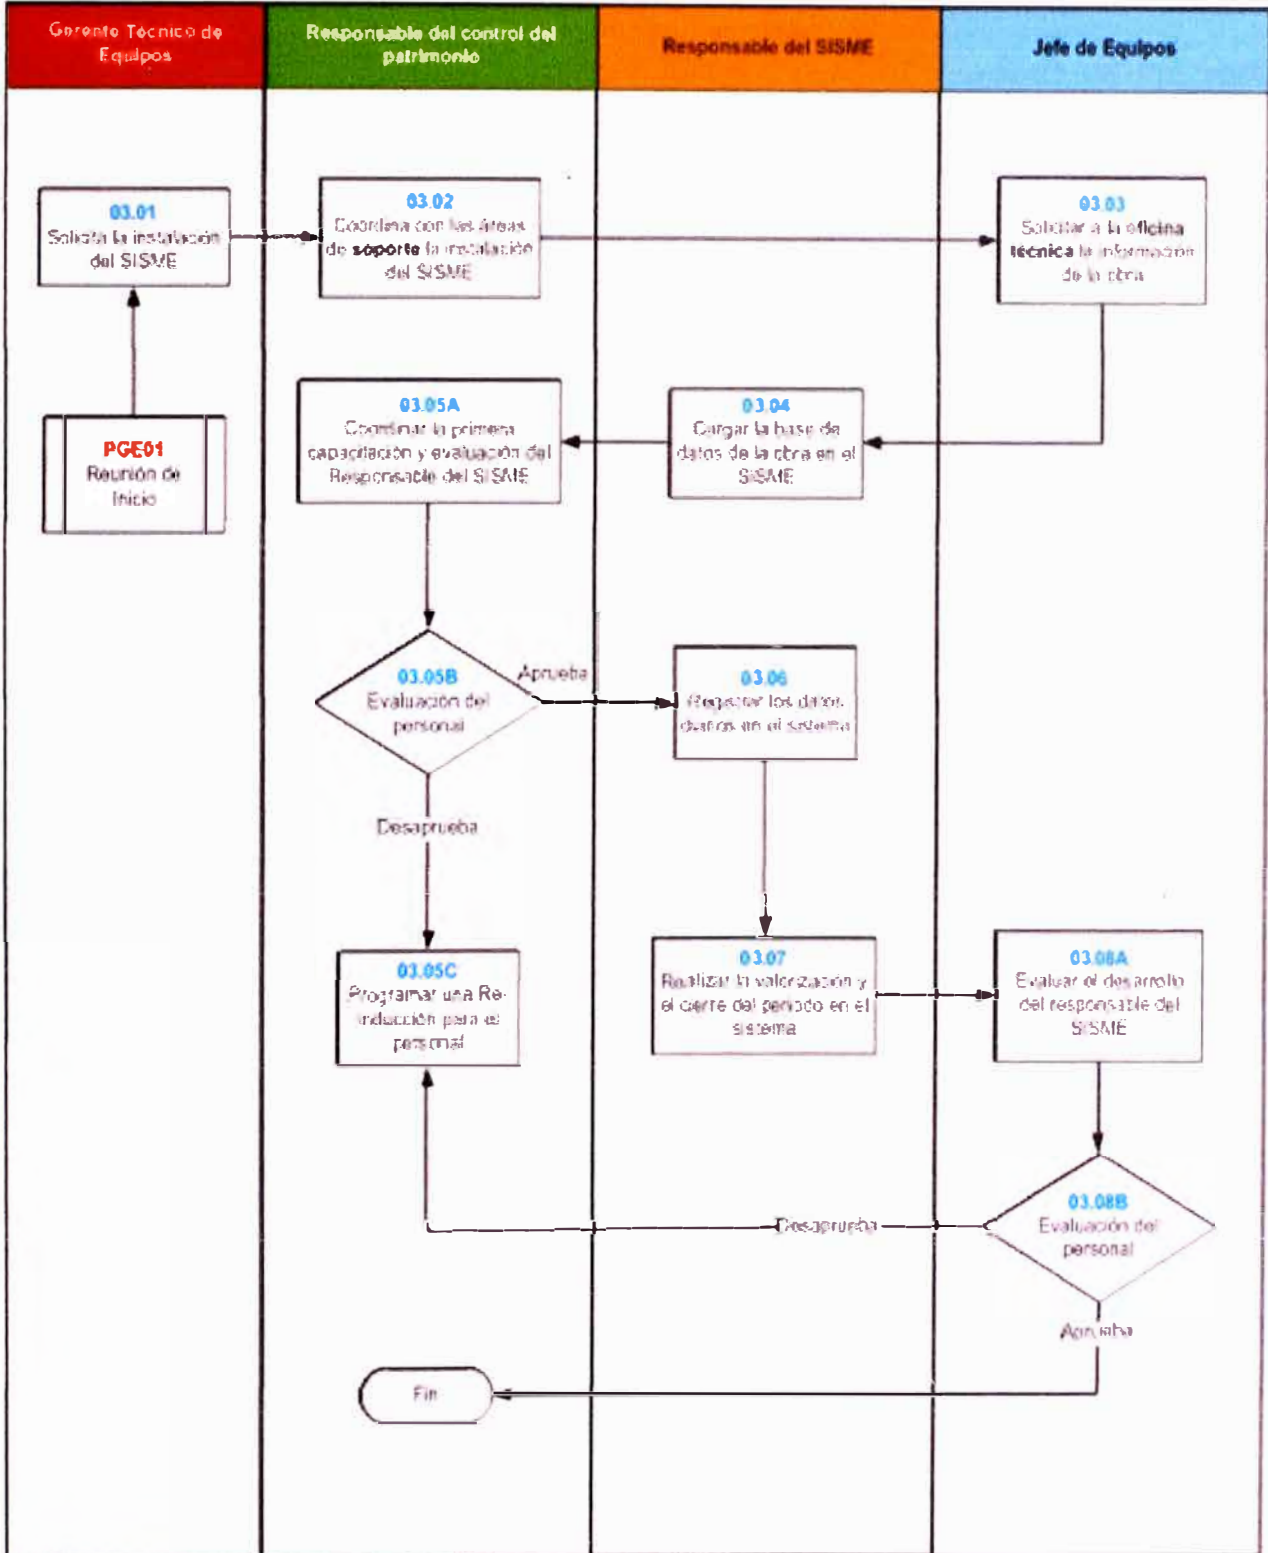 Gerente Técnico de
Equipos
Responsable del control del
patrimonio
Responsable del SISME
Jefe de Equipos
03.01
Solicita la instalación
del SISME
03.02
Coordina con las áreas
de soporte la instalación
del SISME
03.03
Solicitar a la oficina
técnica la información
de la obra
PGE01
Reunión de
Inicio
03.05A
Coordinar la primera
capacitación y evaluación del
Responsable del SISME
03.04
Cargar la base de
datos de la obra en el
SISME
03.05B
Evaluación del
personal
Aprueba
03.06
Registrar los datos
diarios en el sistema
Desaprueba
03.05C
Programar una Re-
inducción para el
personal
03.07
Realizar la valorización y
el cierre del periodo en el
sistema
03.08A
Evaluar el desarrollo
del responsable del
SISME
03.08B
Evaluación del
personal
Desaprueba
Aprueba
Fin